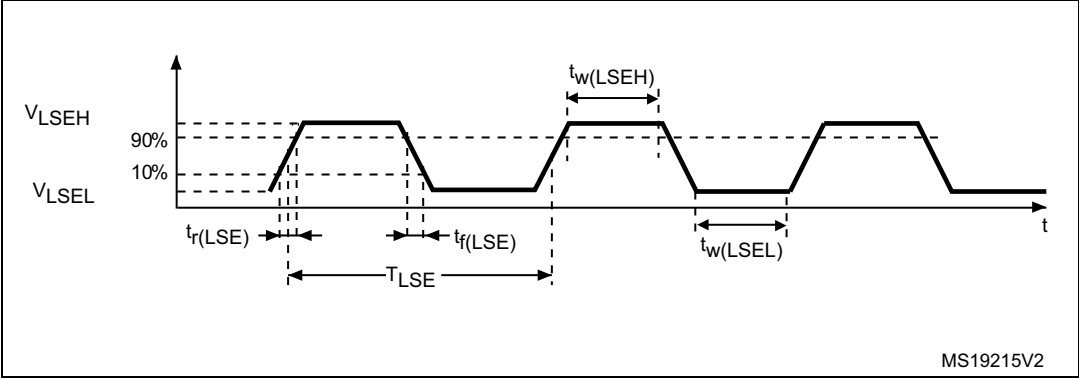 tw(LSEH)
VLSEH
90%
10%
VLSEL
tr(LSE)
tf(LSE)
tw(LSEL)
t
TLSE
MS19215V2